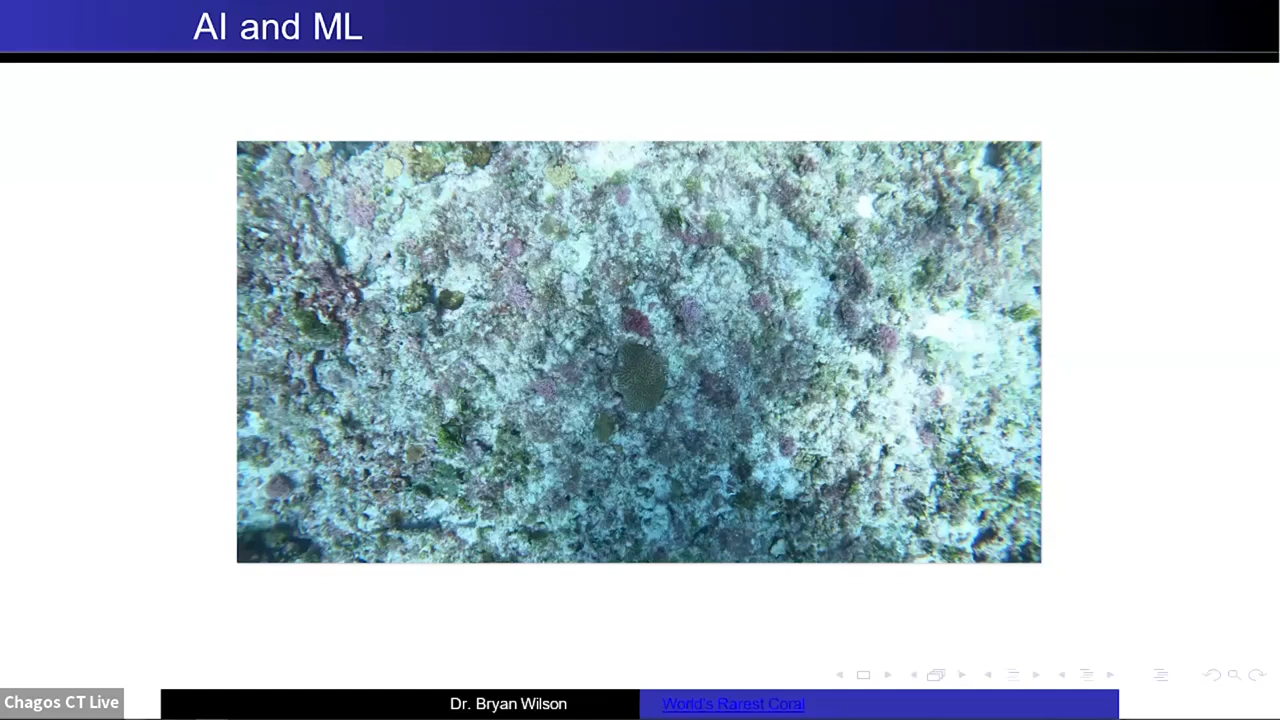 AI and ML
Chagos CT Live
Dr. Bryan Wilson
World's Rarest Coral